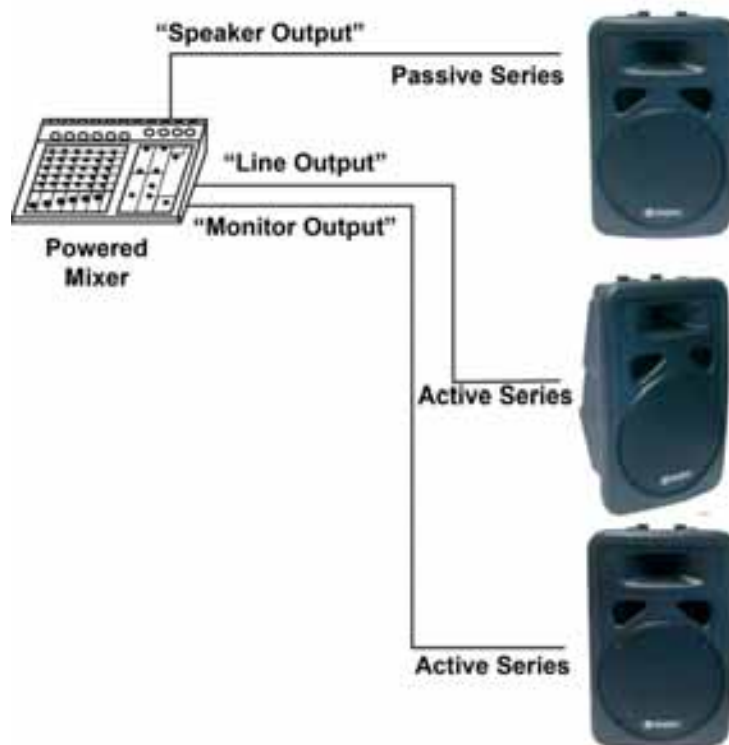 “Speaker Output”
Passive Series
“Line Output”
“Monitor Output”
Powered
Mixer
Active Series
Active Series